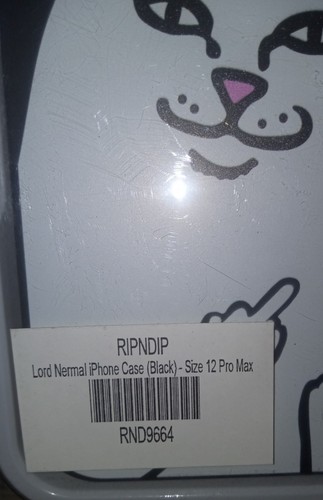 RIPNDIP
Lord Nermal iPhone Case (Black) - Size 12 Pro Max
RND9664